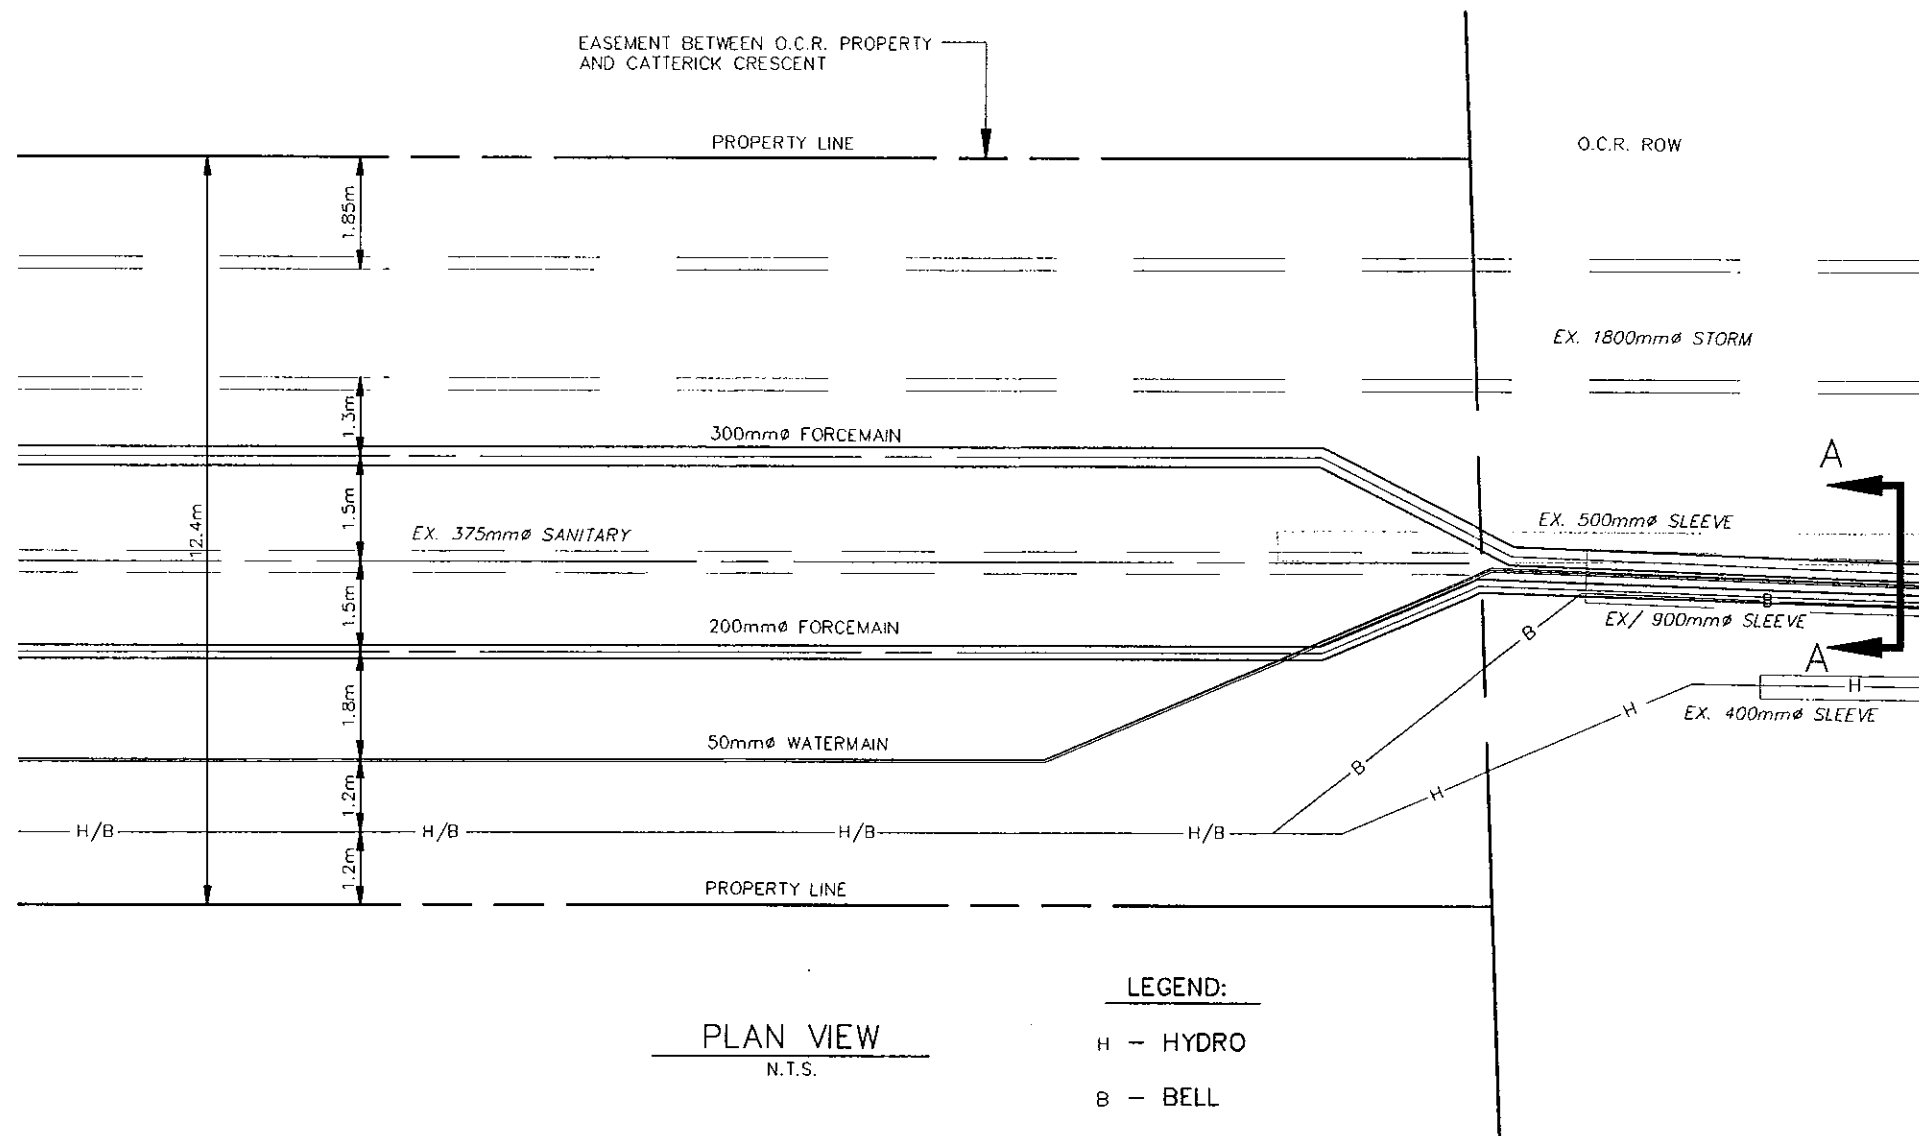 EASEMENT BETWEEN O.C.R. PROPERTY
AND CATTERICK CRESCENT
PROPERTY LINE
O.C.R. ROW
1.85m
EX. 1800mmø STORM
1.3m
300mmø FORCEMAIN
A
12.4m
1.5m
EX. 375mmø SANITARY
EX. 500mmø SLEEVE
1.5m
200mmø FORCEMAIN
B
B
EX/ 900mmø SLEEVE
A
1.8m
H
H
EX. 400mmø SLEEVE
50mmø WATERMAIN
B
1.2m
H
H/B
H/B
H/B
H/B
1.2m
PROPERTY LINE
LEGEND:
PLAN VIEW
N.T.S.
H - HYDRO
B - BELL